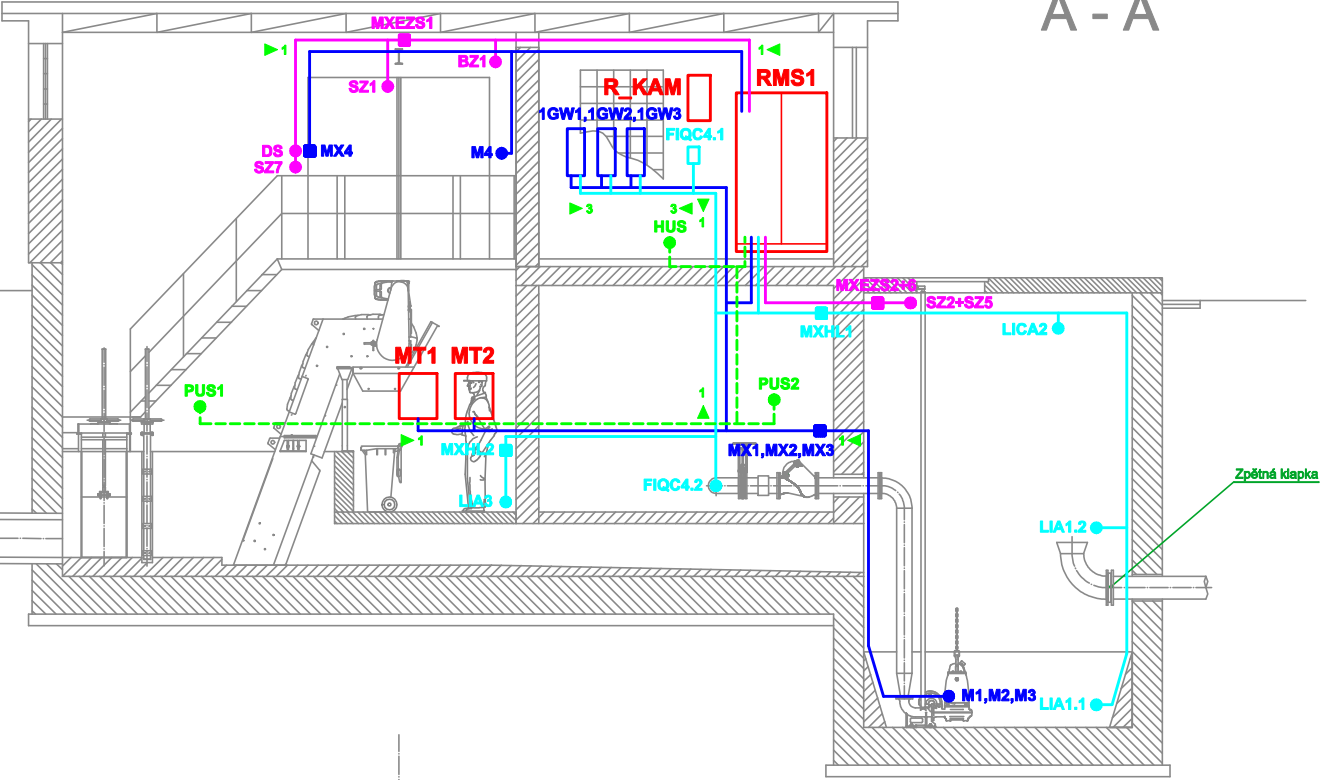 A - A
MXEZS1
1
1
BZ1
SZ1
R_KAM
RMS1
1GW1,1GW2,1GW3
FIQC4.1
DS
MX4
M4
SZ7
3
3
1
HUS
MXEZS2+6
SZ2+SZ5
MXHL1
LICA2
MT1
MT2
PUS1
PUS2
1
1
1
MXHL2
MX1,MX2,MX3
FIQC4.2
LIA3
Zpětná klapka
LIA1.2
M1,M2,M3
LIA1.1